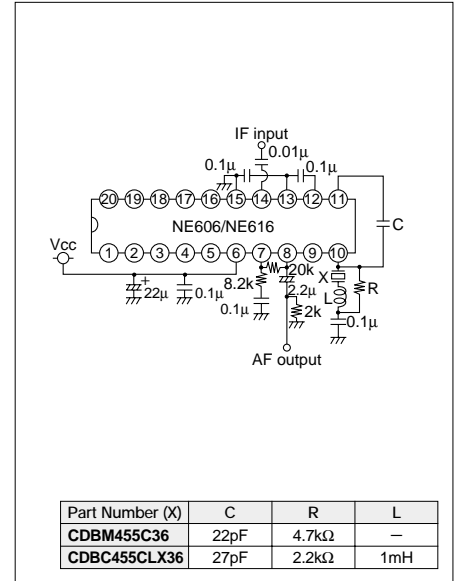 IF input
0.01μ
0.1μ
0.1μ
20 19 18 17 16 15 14 13 12 11
C
NE606/NE616
Vcc
1 2 3 4 5 6 7 8 9 10
+
22μ
0.1μ
8.2k
20k
2.2μ
X
L
R
0.1μ
2k
0.1μ
AF output
Part Number (X) C R L
CDBM455C36 22pF 4.7kΩ –
CDBC455CLX36 27pF 2.2kΩ 1mH